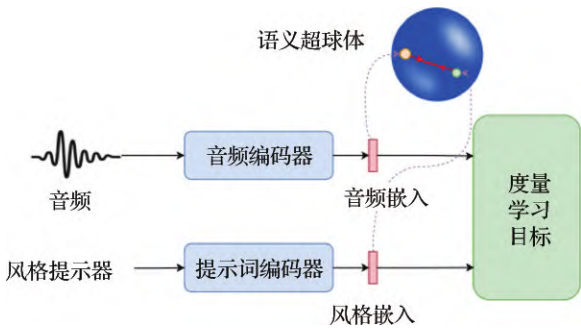 语义超球体
音频编码器
音频
音频嵌入
度量
学习
目标
风格提示器
提示词编码器
风格嵌入